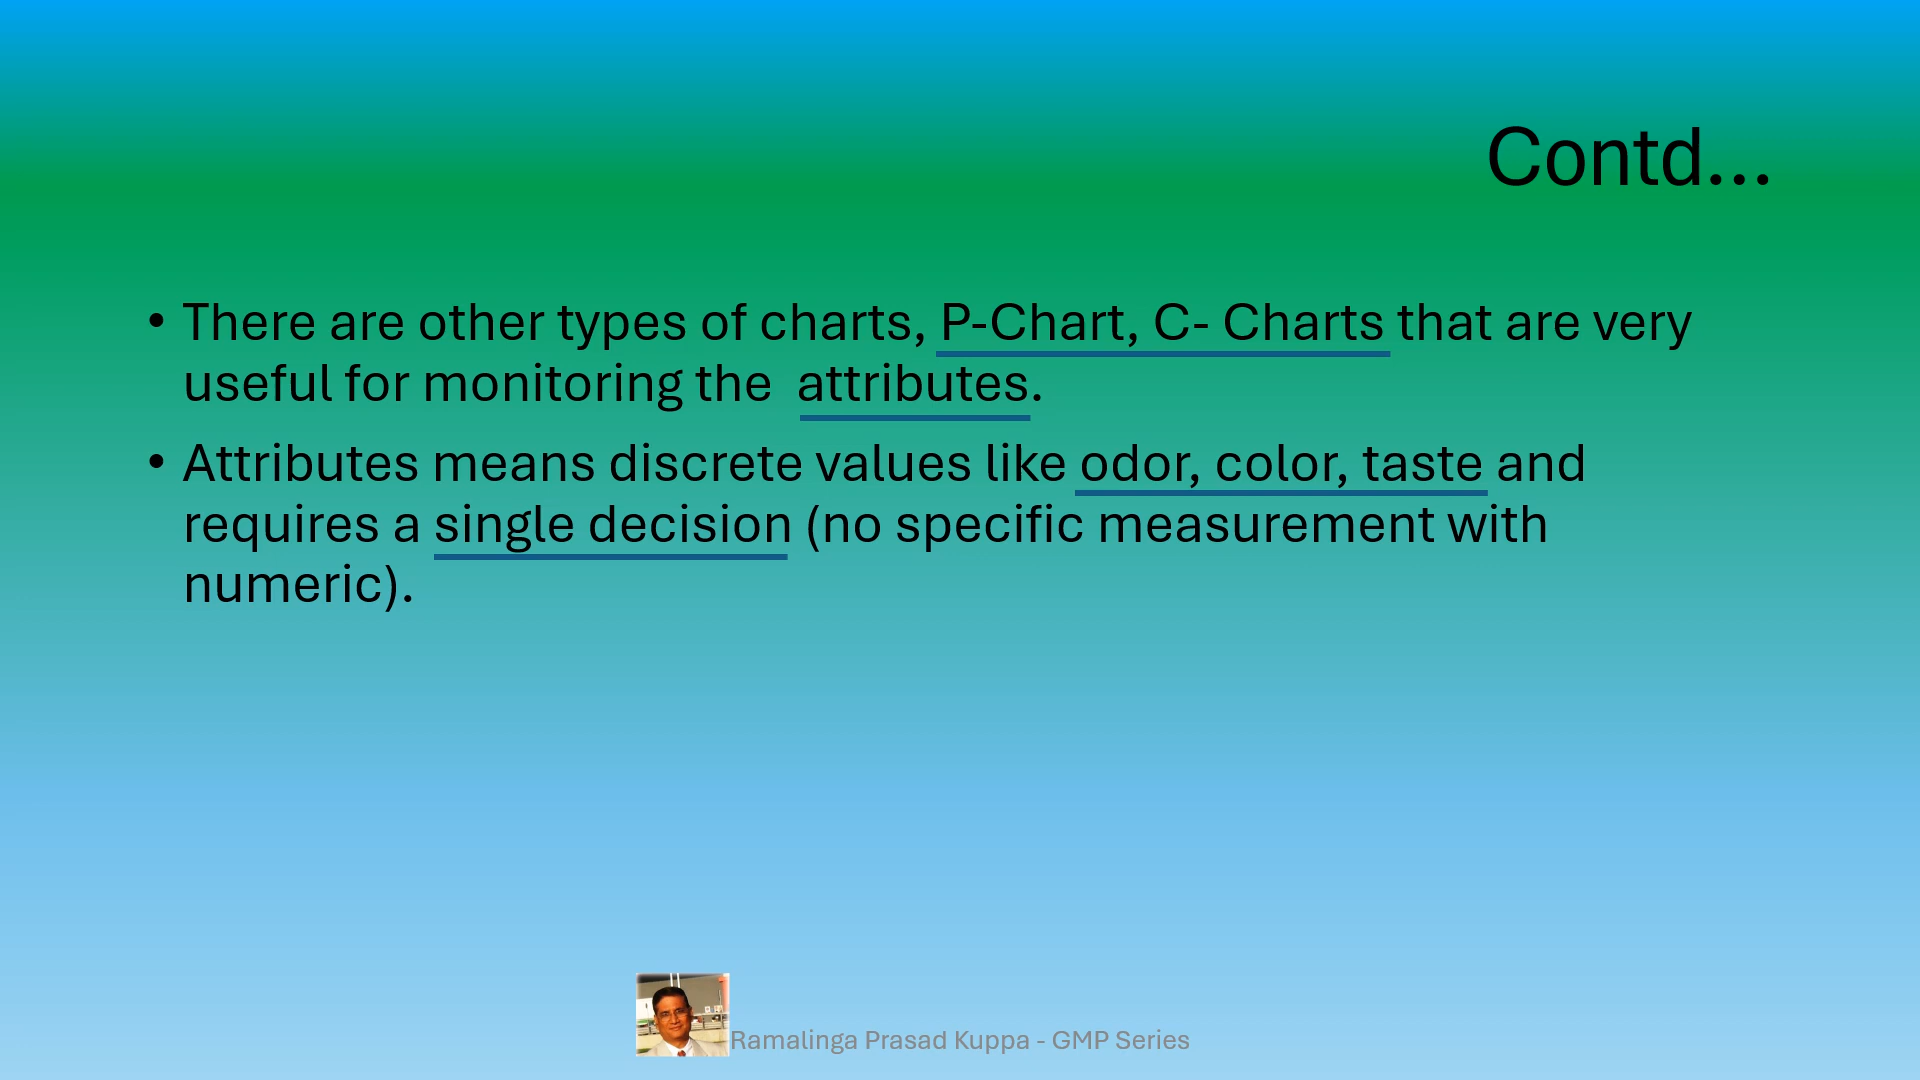 Contd...
• There are other types of charts, P-Chart, C- Charts that are very
useful for monitoring the  attributes.
• Attributes means discrete values like odor, color, taste and
requires a single decision (no specific measurement with
numeric).
Ramalinga Prasad Kuppa - GMP Series